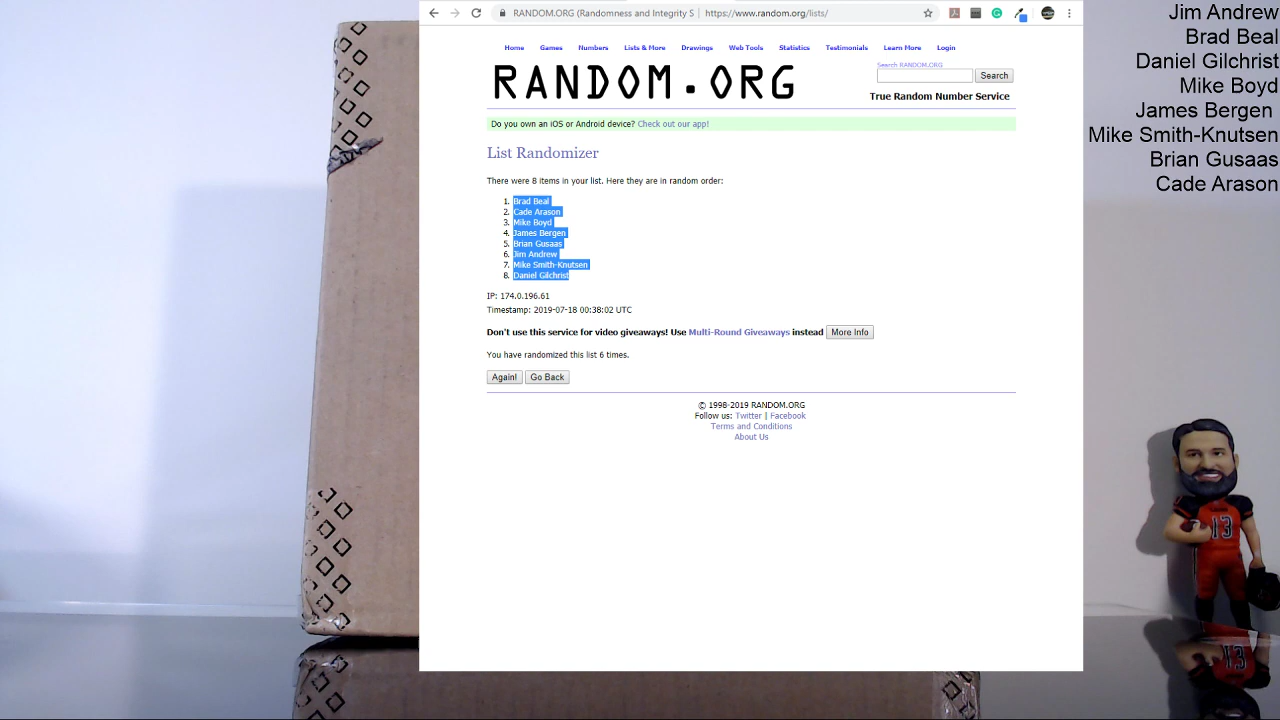 RANDOM.ORG (Randomness and Integrity S
https://www.random.org/lists/
Home Games Numbers Lists & More Drawings Web Tools Statistics Testimonials Learn More Login
RANDOM.ORG
Search RANDOM.ORG
Search
True Random Number Service
Do you own an iOS or Android device? Check out our app!
List Randomizer
There were 8 items in your list. Here they are in random order:
1. Brad Beal
2. Cade Arason
3. Mike Boyd
4. James Bergen
5. Brian Gusaas
6. Jim Andrew
7. Mike Smith-Knutsen
8. Daniel Gilchrist
IP: 174.0.196.61
Timestamp: 2019-07-18 00:38:02 UTC
Don't use this service for video giveaways! Use Multi-Round Giveaways instead More Info
You have randomized this list 6 times.
Again! Go Back
© 1998-2019 RANDOM.ORG
Follow us: Twitter | Facebook
Terms and Conditions
About Us
Jim Andrew
Brad Beal
Daniel Gilchrist
Mike Boyd
James Bergen
Mike Smith-Knutsen
Brian Gusaas
Cade Arason
13
13